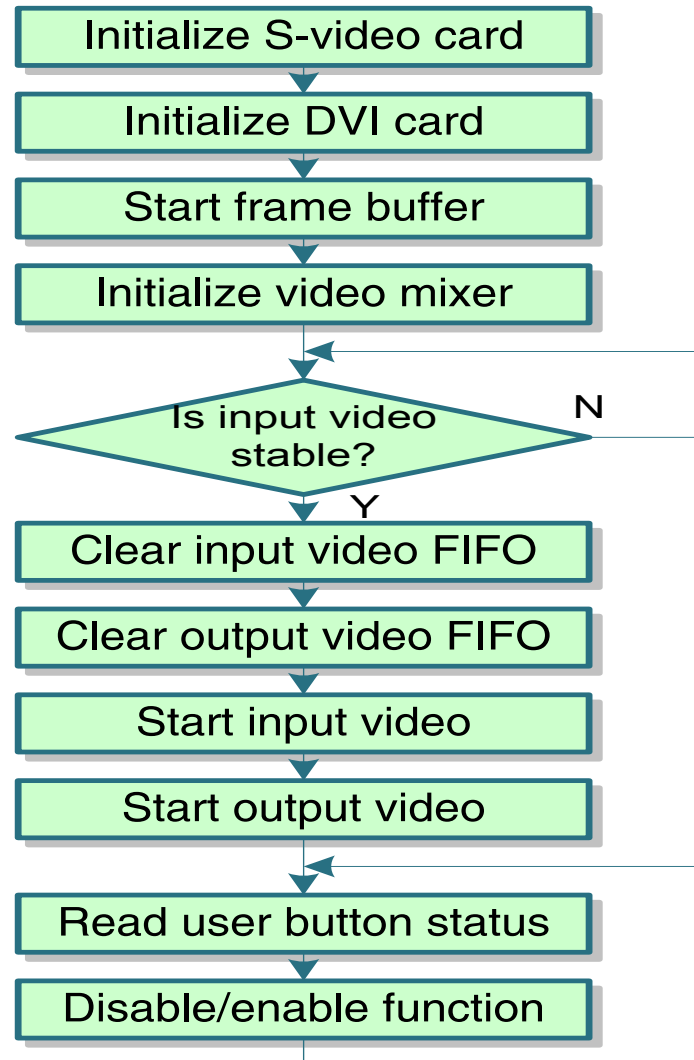 Initialize S-video card
Initialize DVI card
Start frame buffer
Initialize video mixer
Is input video
stable?
N
Y
Clear input video FIFO
Clear output video FIFO
Start input video
Start output video
Read user button status
Disable/enable function